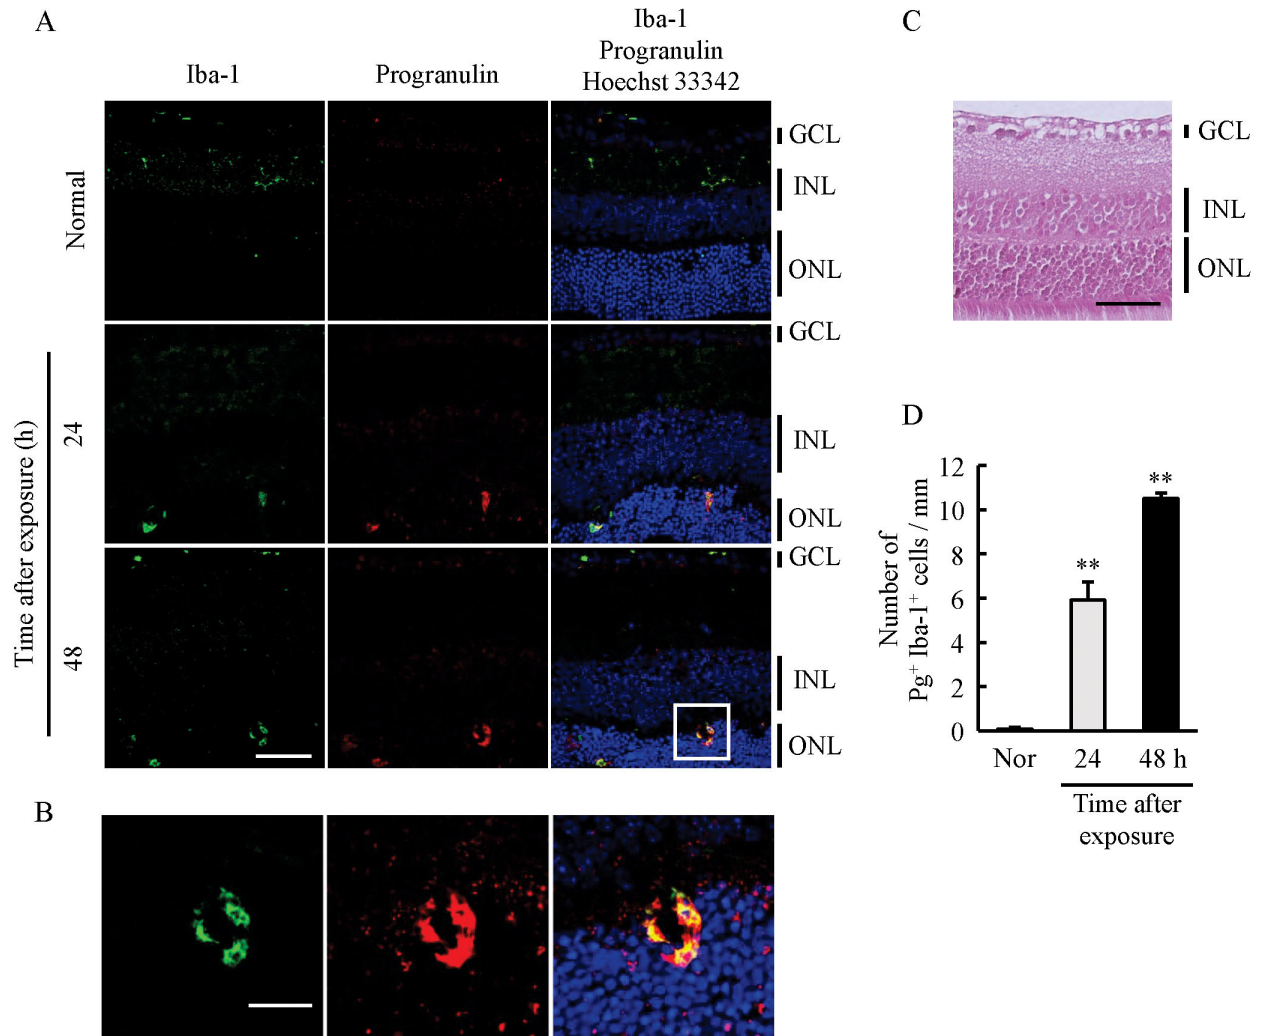 A
Iba-1
Progranulin
Iba-1
Progranulin
Hoechst 33342
Normal
GCL
INL
ONL
Time after exposure (h)
24
GCL
INL
ONL
48
GCL
INL
ONL
B
C
GCL
INL
ONL
D
Number of
Pg⁺ Iba-1⁺ cells / mm
12
10
8
6
4
2
0
**
**
Nor
24
48 h
Time after
exposure